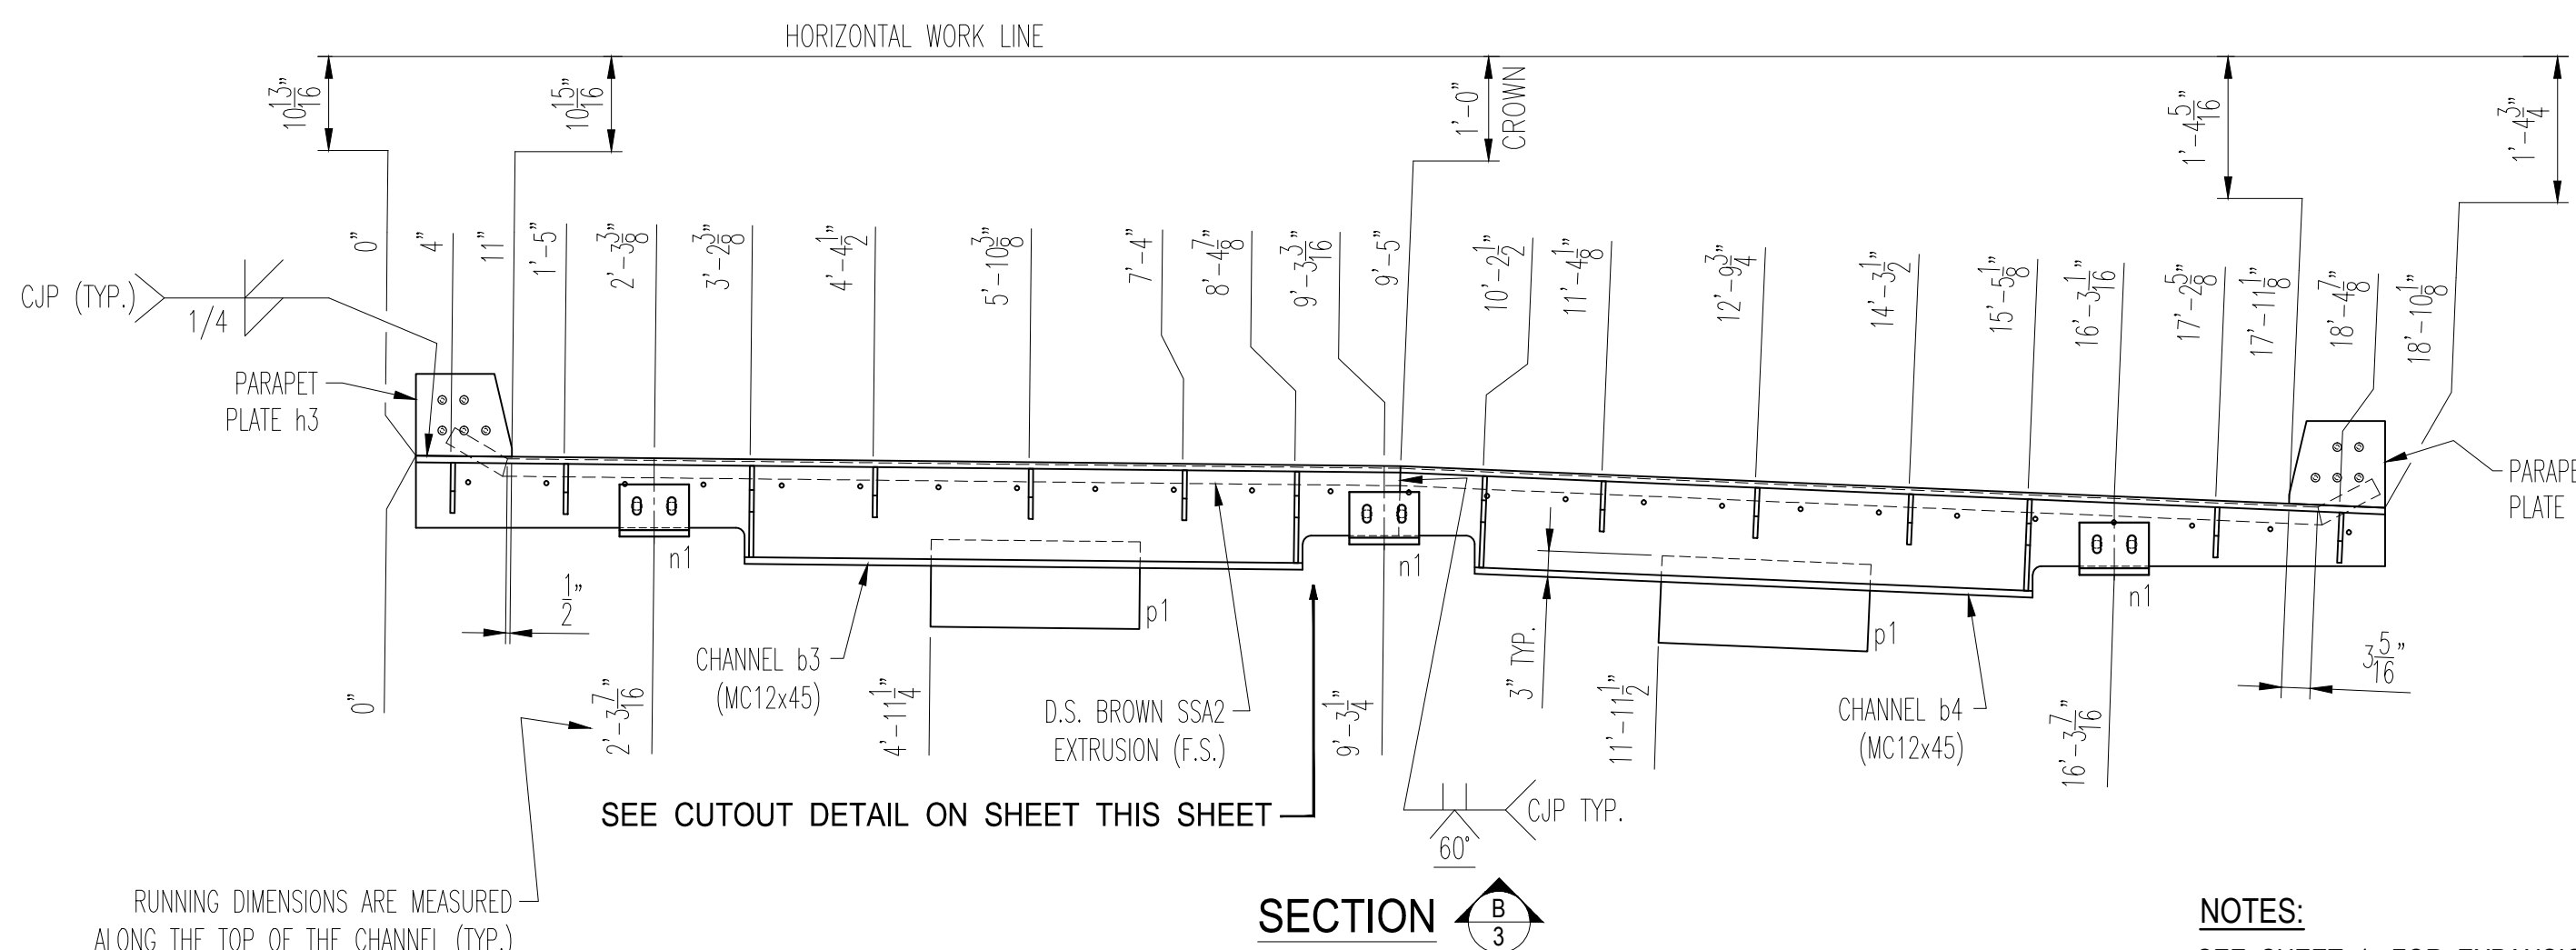 HORIZONTAL WORK LINE
10 13/16"
10 15/16"
1'-0"
CROWN
1'-4 5/16"
1'-4 3/4"
0"
4"
11"
1'-5"
2'-3 3/8"
3'-2 3/8"
4'-4 1/2"
5'-10 3/8"
7'-4"
8'-4 7/8"
9'-3 3/16"
9'-5"
10'-2 1/2"
11'-4 1/8"
12'-9 3/4"
14'-3 1/2"
15'-5 1/8"
16'-3 1/16"
17'-2 5/8"
17'-11 1/8"
18'-4 7/8"
18'-10 1/8"
CJP (TYP.)
1/4
PARAPET
PLATE h3
PLATE
n1
n1
n1
p1
p1
1/2"
CHANNEL b3
(MC12x45)
3" TYP.
3 5/16"
0"
2'-3 7/16"
4'-11 1/4"
D.S. BROWN SSA2
EXTRUSION (F.S.)
9'-3 1/4"
11'-11 1/2"
CHANNEL b4
(MC12x45)
16'-3 7/16"
SEE CUTOUT DETAIL ON SHEET THIS SHEET
CJP TYP.
60°
RUNNING DIMENSIONS ARE MEASURED
ALONG THE TOP OF THE CHANNEL (TYP.)
SECTION
B
3
NOTES: